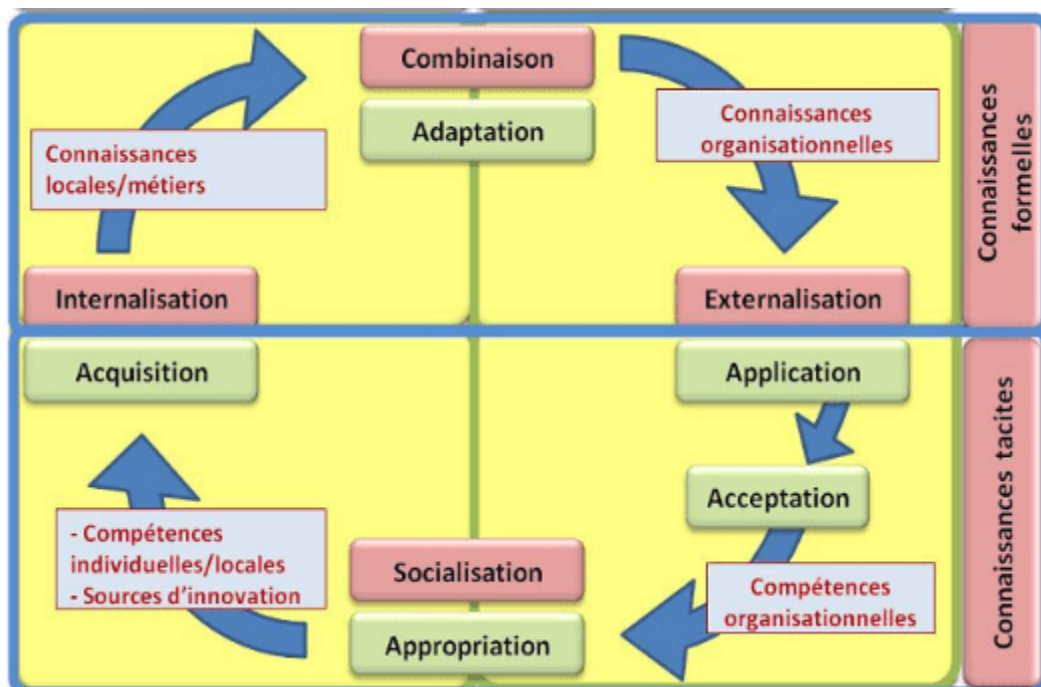 Combinaison
Adaptation
Connaissances
locales/métiers
Connaissances
organisationnelles
Internalisation
Externalisation
Connaissances
formelles
Acquisition
Application
Acceptation
- Compétences
individuelles/locales
- Sources d'innovation
Socialisation
Appropriation
Compétences
organisationnelles
Connaissances tacites